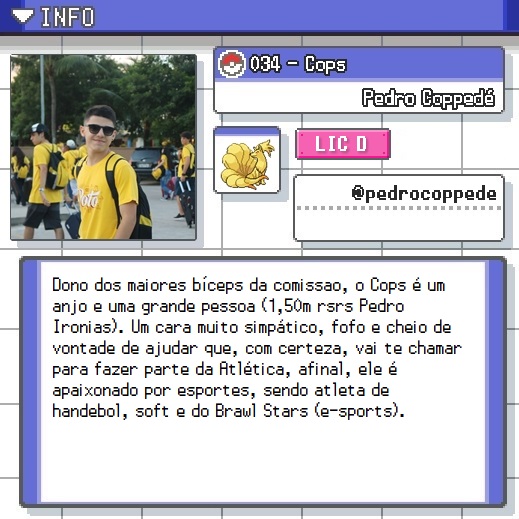 INFO
034 - Cops
Pedro Coppedé
LIC D
@pedrocoppede
Dono dos maiores bíceps da comissao, o Cops é um
anjo e uma grande pessoa (1,50m rsrs Pedro
Ironias). Um cara muito simpático, fofo e cheio de
vontade de ajudar que, com certeza, vai te chamar
para fazer parte da Atlética, afinal, ele é
apaixonado por esportes, sendo atleta de
handebol, soft e do Brawl Stars (e-sports).